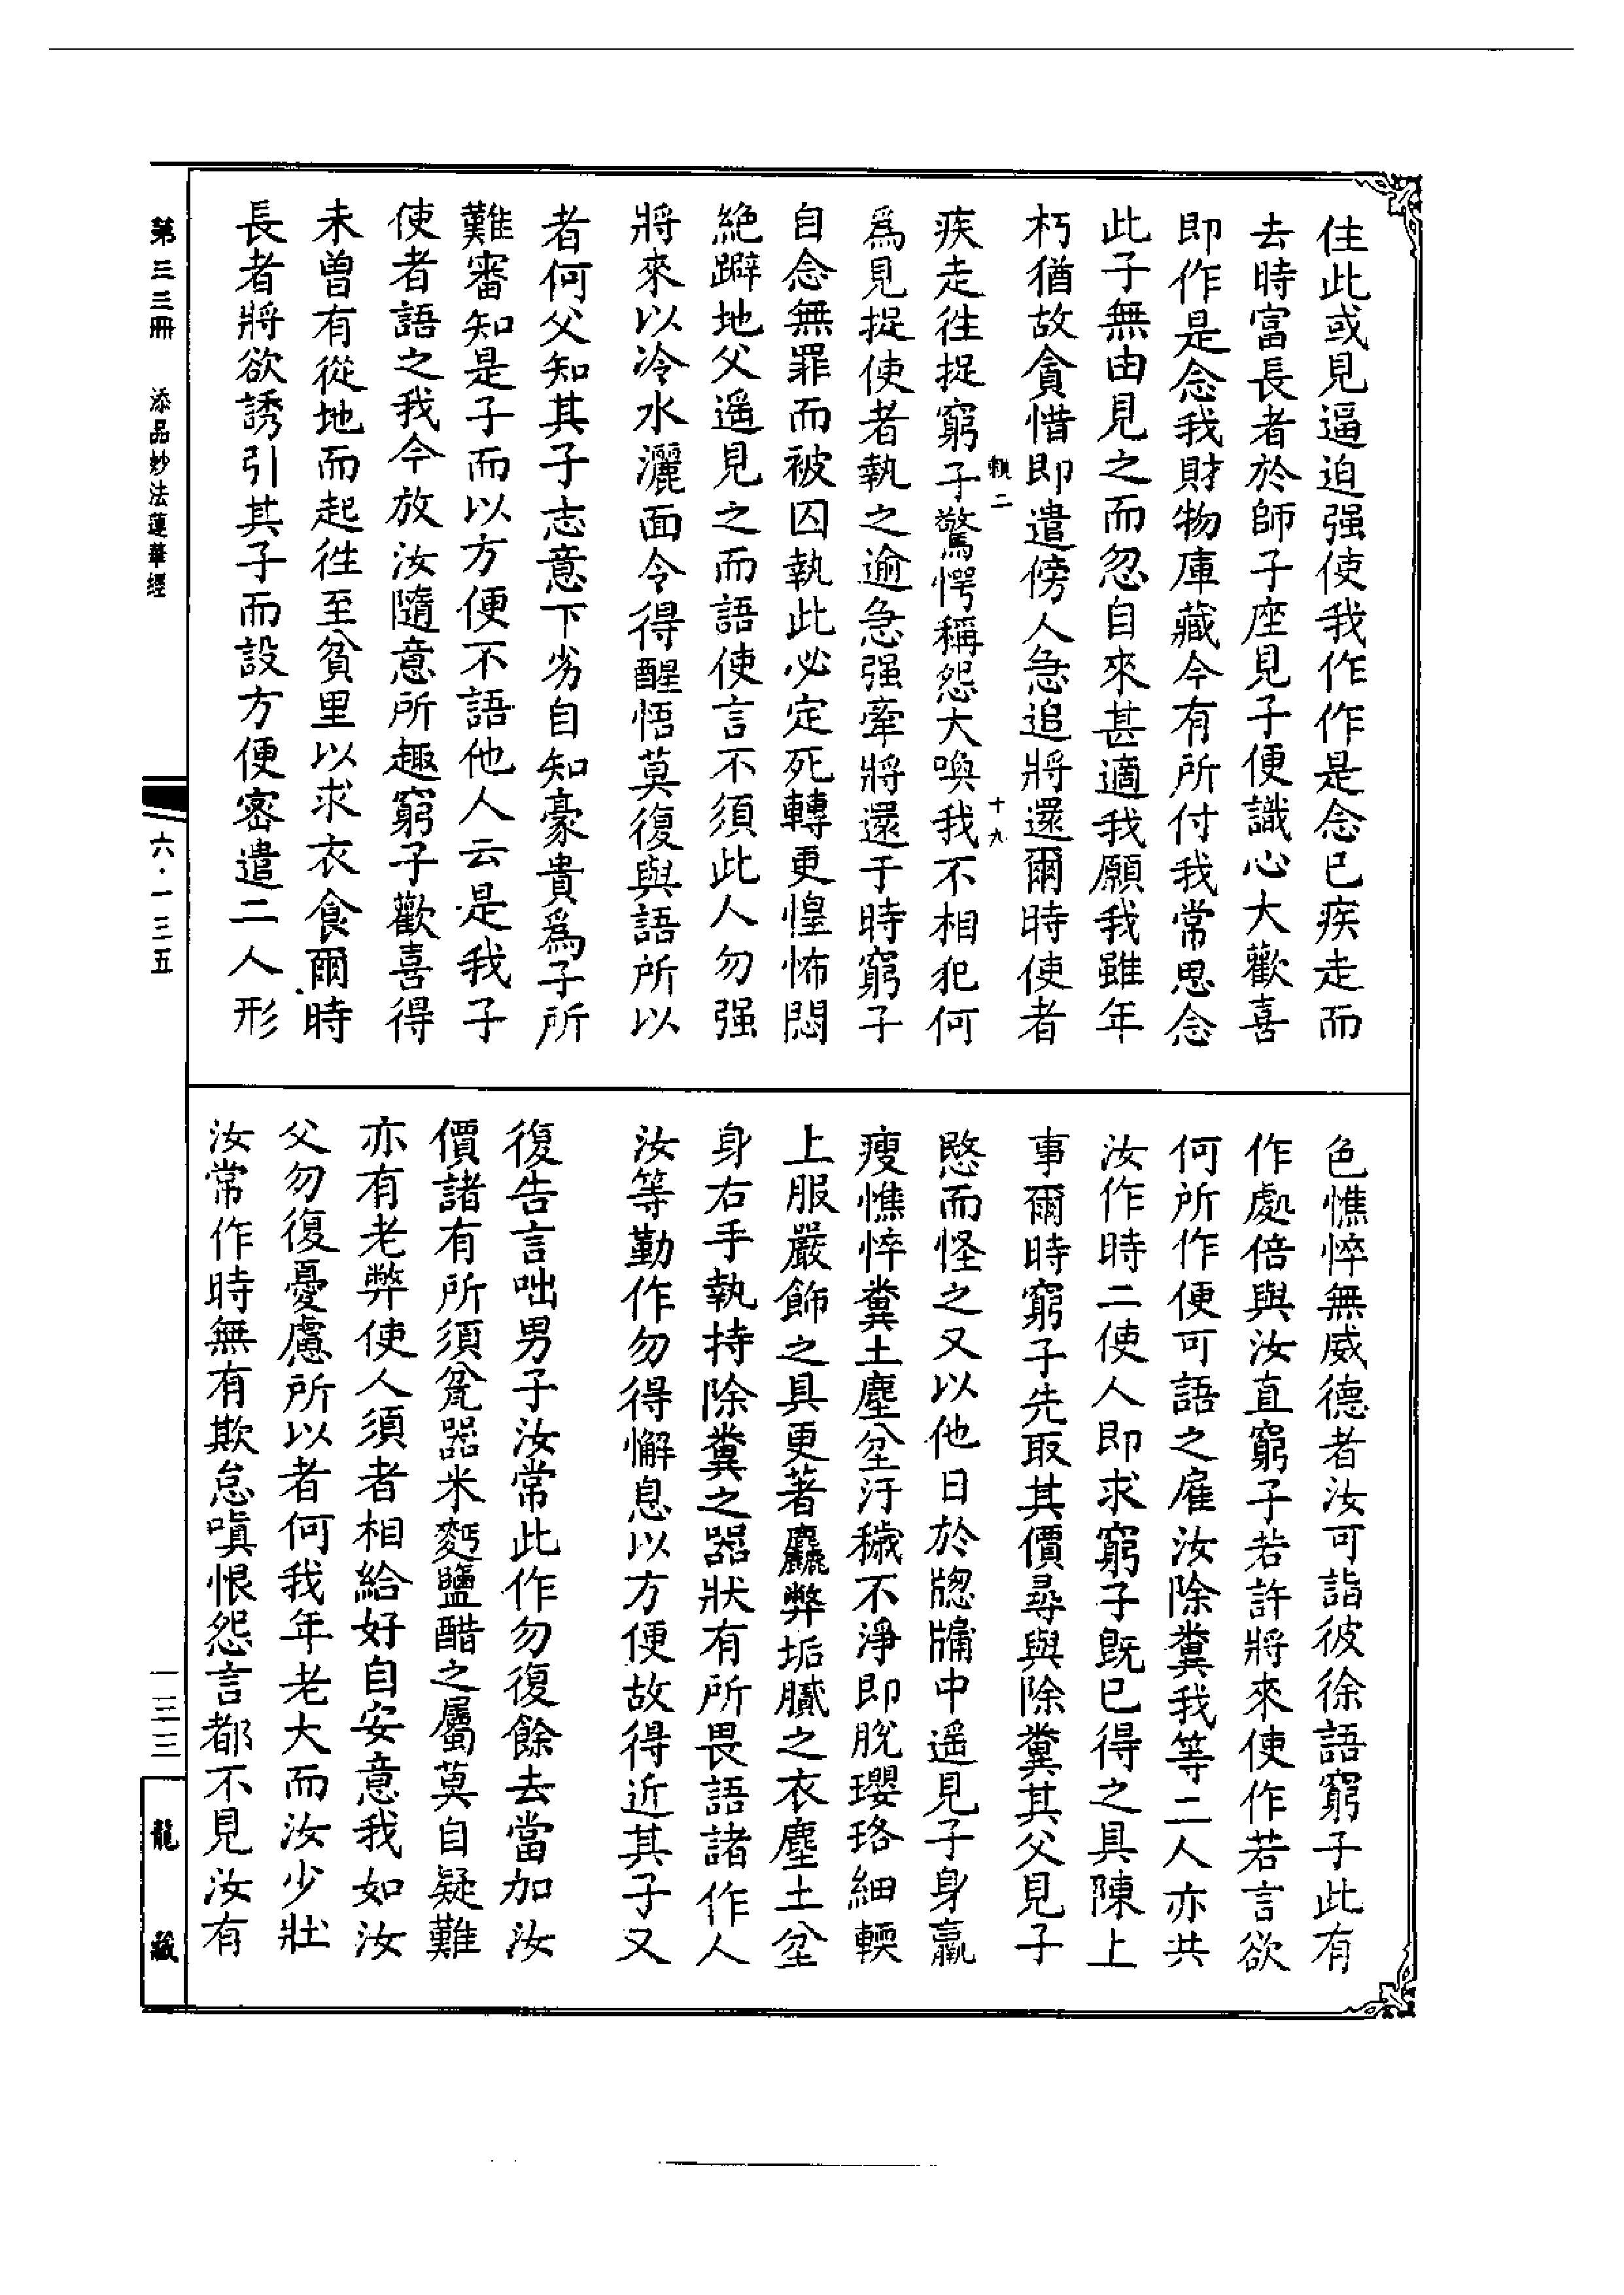 住此或見逼迫强使我作作是念已疾走而
去時富長者於師子座見子便識心大歡喜
即作是念我財物庫藏今有所付我常思念
此子無由見之而忽自來甚適我願我雖年
朽猶故貪惜即遣傍人急追將還爾時使者
賴二 十九
疾走往捉窮子驚愕稱怨大喚我不相犯何
爲見捉使者執之逾急强牽將還于時窮子
自念無罪而被囚執此必定死轉更惶怖悶
絶躃地父遥見之而語使言不須此人勿强
將來以冷水灑面令得醒悟莫復與語所以
者何父知其子志意下劣自知豪貴爲子所
難審知是子而以方便不語他人云是我子
使者語之我今放汝隨意所趣窮子歡喜得
未曾有從地而起往至貧里以求衣食爾時
長者將欲誘引其子而設方便密遣二人形
色憔悴無威德者汝可詣彼徐語窮子此有
作處倍與汝直窮子若許將來使作若言欲
何所作便可語之雇汝除糞我等二人亦共
汝作時二使人即求窮子既已得之具陳上
事爾時窮子先取其價尋與除糞其父見子
愍而怪之又以他日於牎牖中遥見子身羸
瘦憔悴糞土塵坌汙穢不淨即脫瓔珞細輭
上服嚴飾之具更著麤弊垢膩之衣塵土坌
身右手執持除糞之器狀有所畏語諸作人
汝等勤作勿得懈息以方便故得近其子又
復告言咄男子汝常此作勿復餘去當加汝
價諸有所須瓫器米麪鹽醋之屬莫自疑難
亦有老弊使人須者相給好自安意我如汝
父勿復憂慮所以者何我年老大而汝少壯
汝常作時無有欺怠嗔恨怨言都不見汝有
第三三冊 添品妙法蓮華經
六·一三五
一三三
龍藏